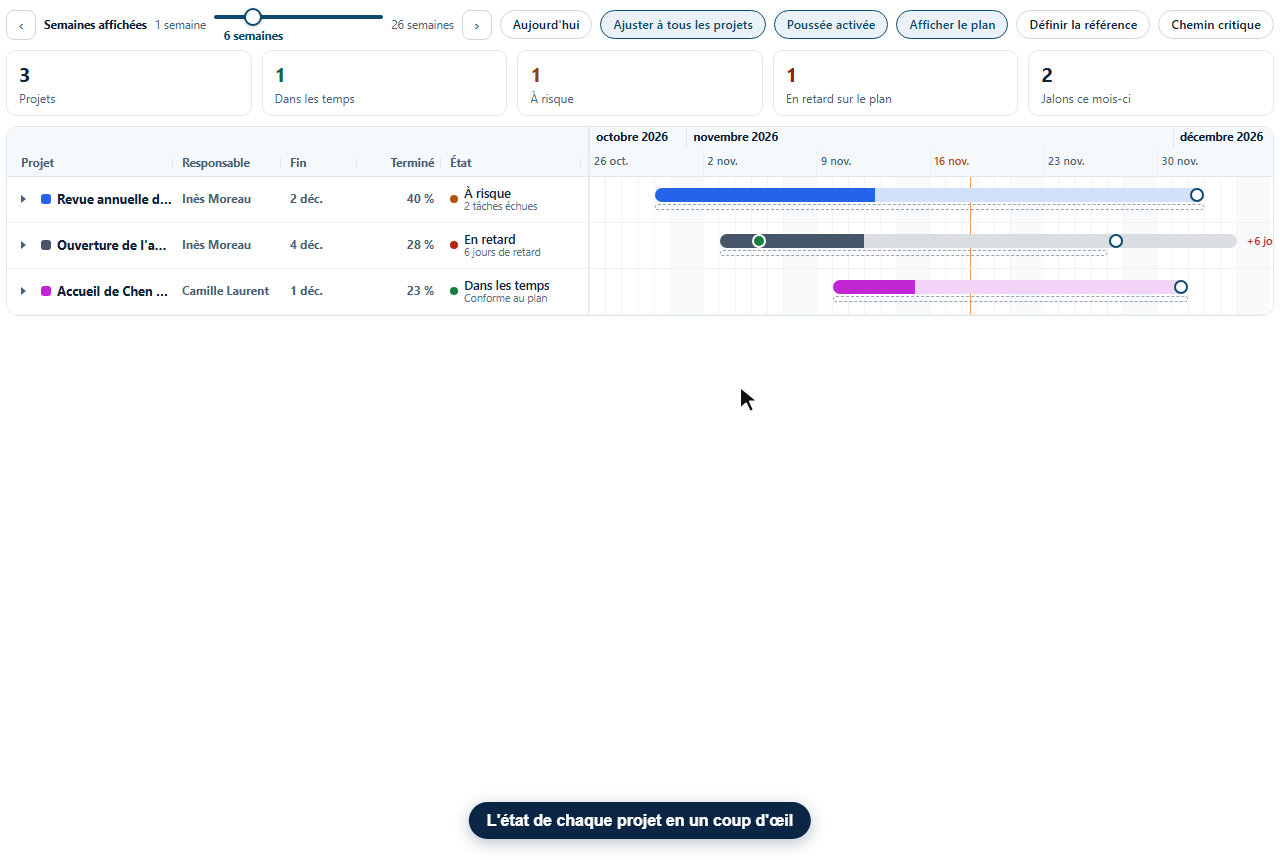 ‹ Semaines affichées 1 semaine 6 semaines 26 semaines › Aujourd'hui Ajuster à tous les projets Poussée activée Afficher le plan Définir la référence Chemin critique
3
Projets
1
Dans les temps
1
À risque
1
En retard sur le plan
2
Jalons ce mois-ci
octobre 2026 novembre 2026 décembre 2026
Projet Responsable Fin Terminé État
26 oct. 2 nov. 9 nov. 16 nov. 23 nov. 30 nov.
Revue annuelle d... Inès Moreau 2 déc. 40 % À risque
2 tâches échues
Ouverture de l'a... Inès Moreau 4 déc. 28 % En retard
6 jours de retard
+6 jo
Accueil de Chen ... Camille Laurent 1 déc. 23 % Dans les temps
Conforme au plan
L'état de chaque projet en un coup d'œil